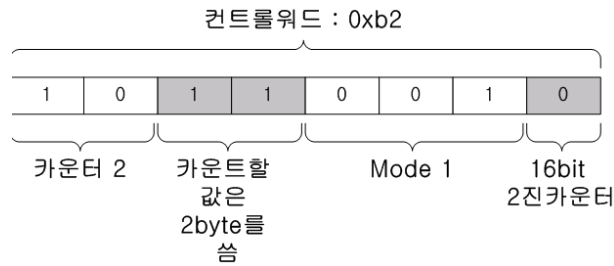 컨트롤워드 : 0xb2
1 0 1 1 0 0 1 0
카운터 2 카운트할 Mode 1 16bit
값은 2진카운터
2byte를
씀